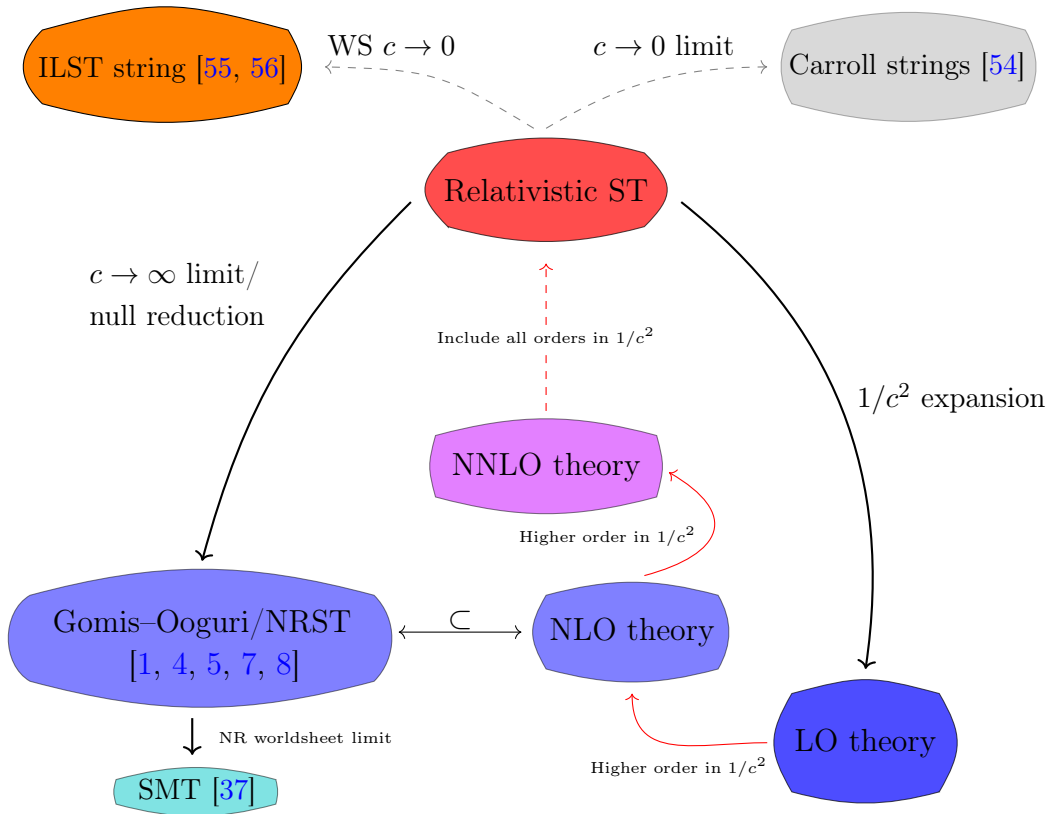 WS c → 0
c → 0 limit
ILST string [55, 56]
Carroll strings [54]
Relativistic ST
c → ∞ limit/
null reduction
Include all orders in 1/c²
1/c² expansion
NNLO theory
Higher order in 1/c²
Gomis–Ooguri/NRST
[1, 4, 5, 7, 8]
⊂
NLO theory
NR worldsheet limit
LO theory
Higher order in 1/c²
SMT [37]